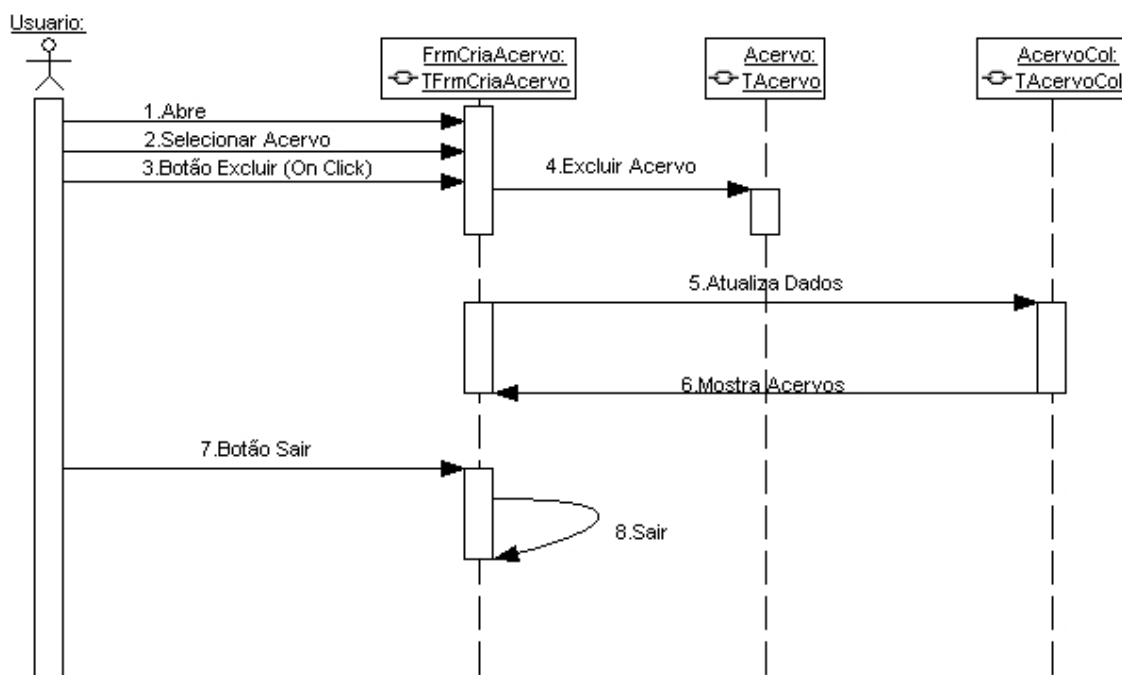 Usuario:
FrmCriaAcervo:
TFrmCriaAcervo
Acervo:
TAcervo
AcervoCol:
TAcervoCol
1.Abre
2.Selecionar Acervo
3.Botão Excluir (On Click)
4.Excluir Acervo
5.Atualiza Dados
6.Mostra Acervos
7.Botão Sair
8.Sair